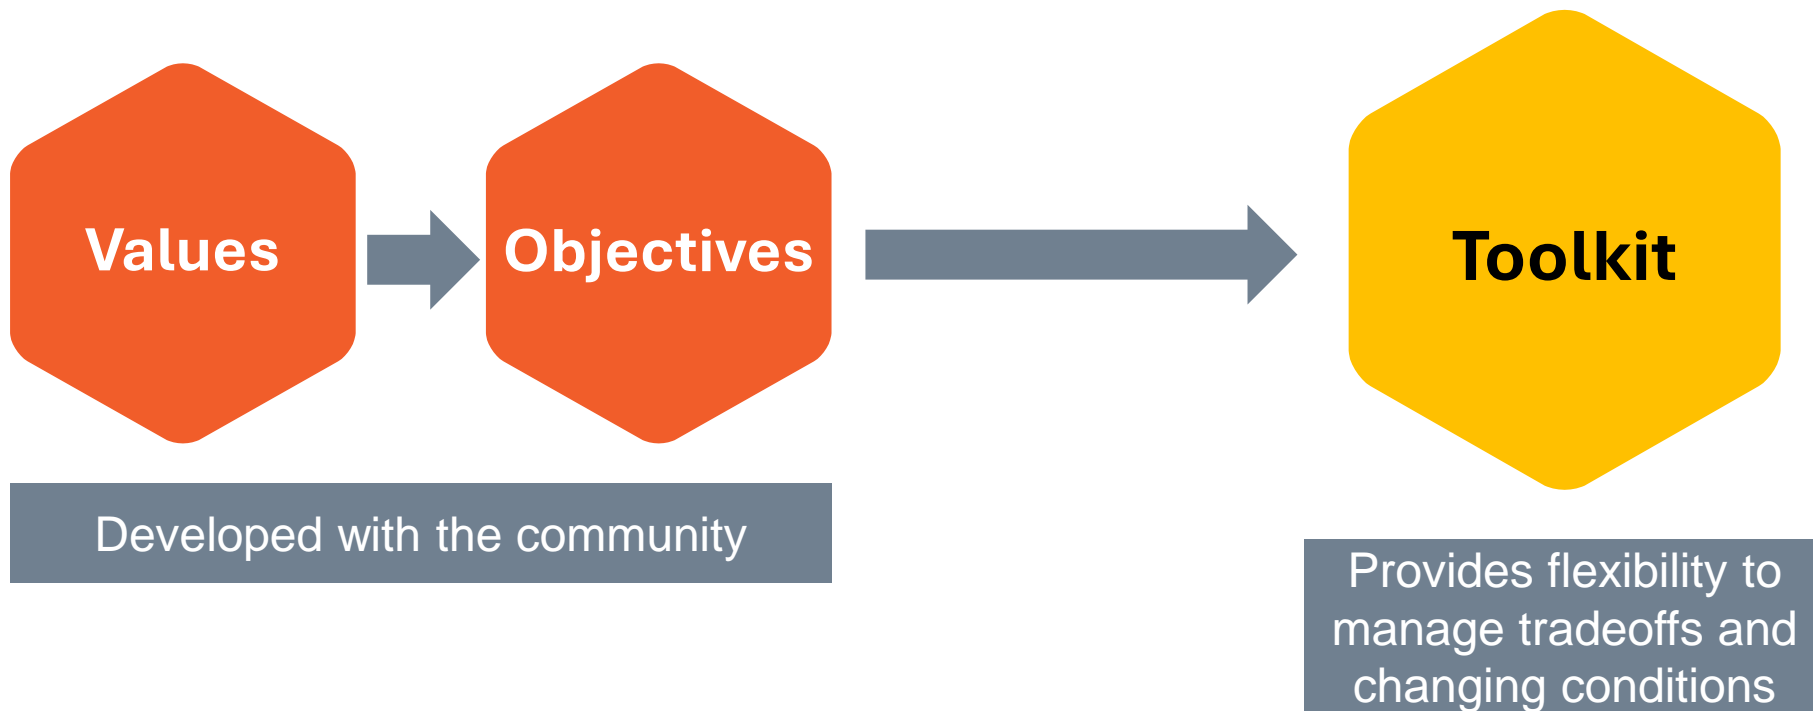 Values
Objectives
Toolkit
Developed with the community
Provides flexibility to
manage tradeoffs and
changing conditions